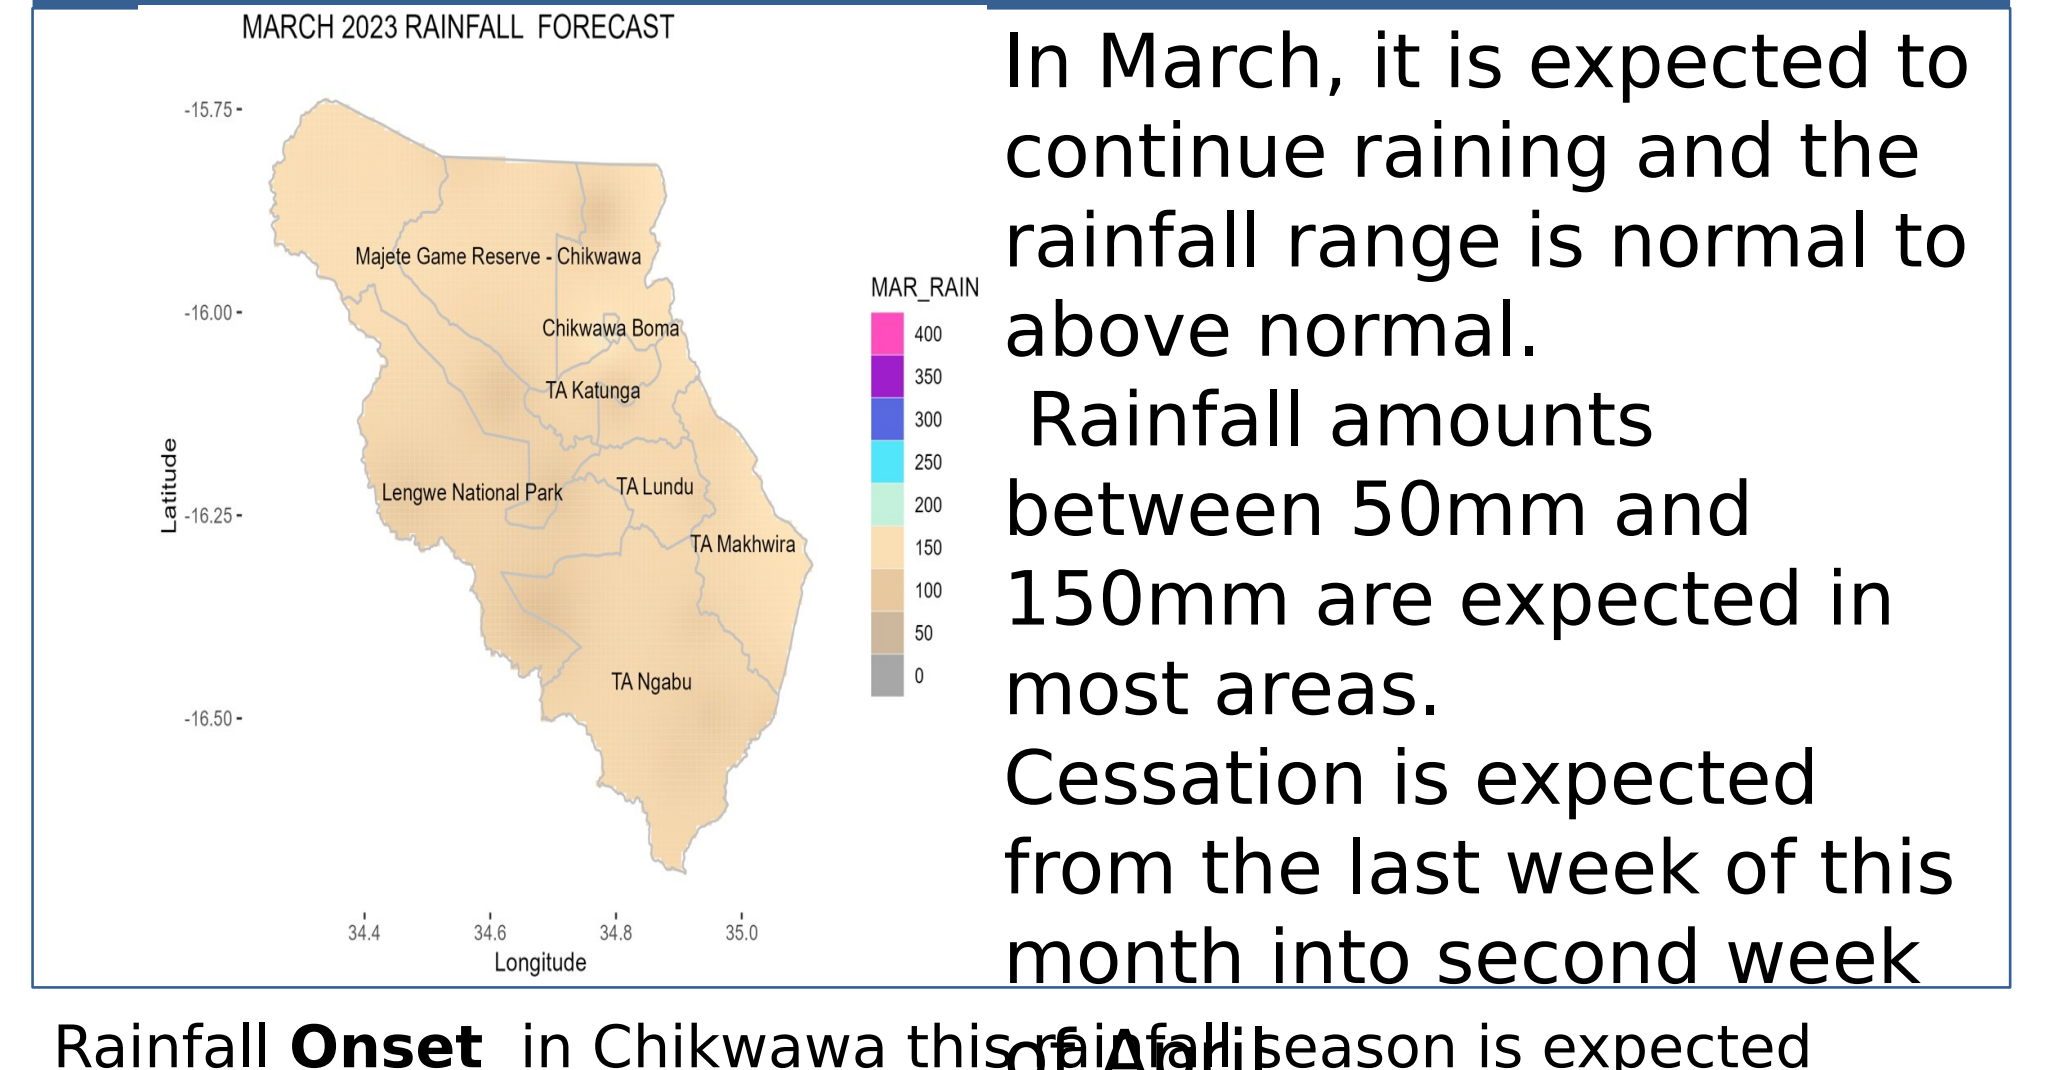 MARCH 2023 RAINFALL FORECAST
-15.75
-16.00
-16.25
-16.50
Latitude
34.4
34.6
34.8
35.0
Longitude
Majete Game Reserve - Chikwawa
Chikwawa Boma
TA Katunga
Lengwe National Park
TA Lundu
TA Makhwira
TA Ngabu
MAR_RAIN
400
350
300
250
200
150
100
50
0
In March, it is expected to
continue raining and the
rainfall range is normal to
above normal.
Rainfall amounts
between 50mm and
150mm are expected in
most areas.
Cessation is expected
from the last week of this
month into second week
of April
Rainfall Onset in Chikwawa this rainfall season is expected